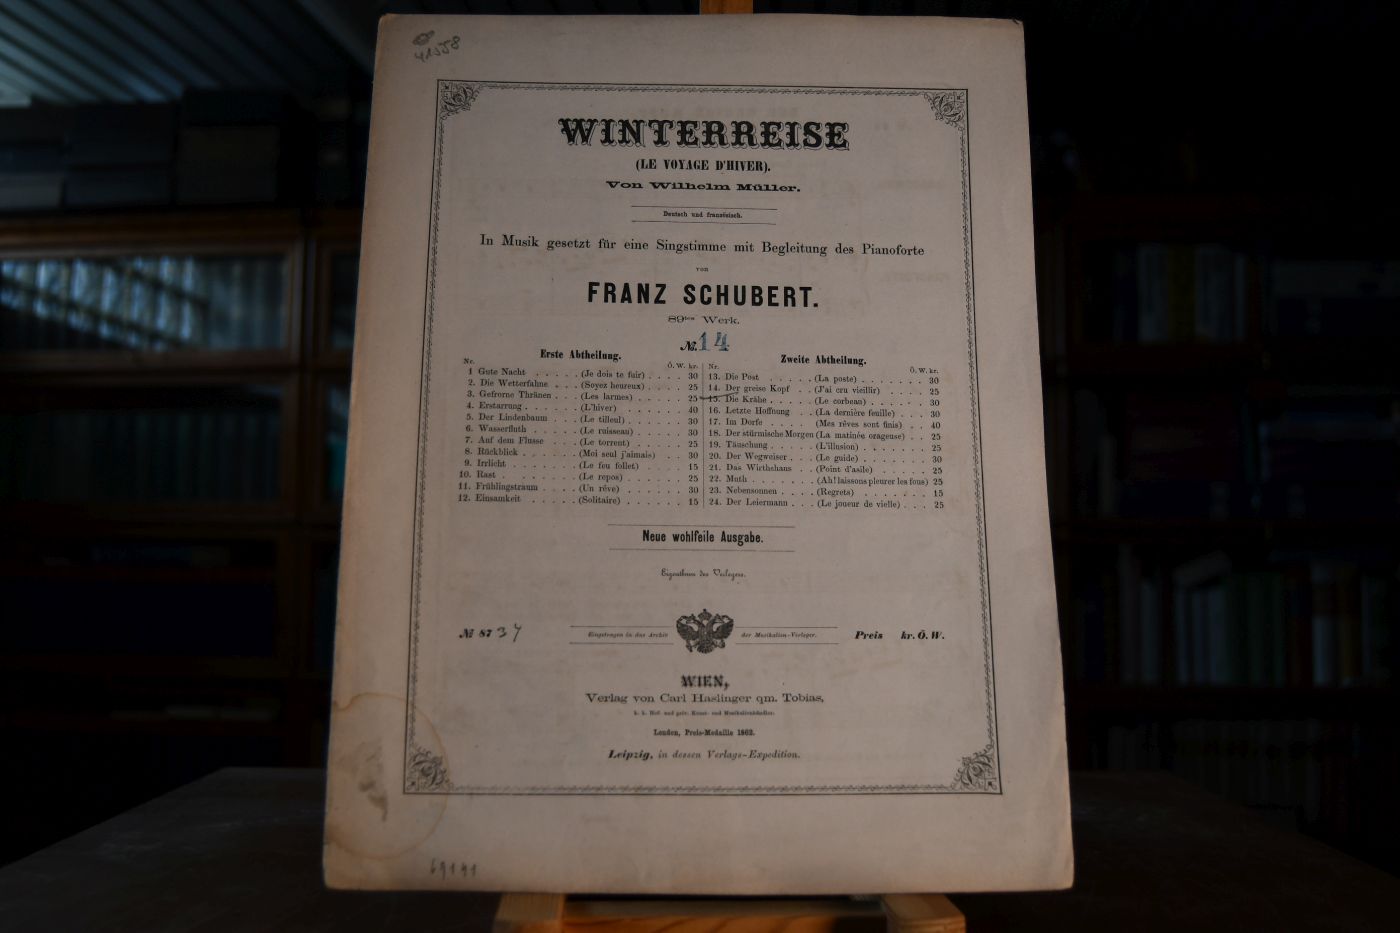 41558
WINTERREISE
(LE VOYAGE D'HIVER).
Von Wilhelm Müller.
Deutsch und französisch.
In Musik gesetzt für eine Singstimme mit Begleitung des Pianoforte
von
FRANZ SCHUBERT.
89tes Werk.
No. 14
Erste Abtheilung.
Nr. Ö. W. kr.
1 Gute Nacht . . . . . (Je dois te fuir) . . . . 30
2. Die Wetterfahne . . . (Soyez heureux) . . . . 25
3. Gefrorne Thränen . . . (Les larmes) . . . . . 25
4. Erstarrung . . . . . . (L'hiver) . . . . . . 40
5. Der Lindenbaum . . . (Le tilleul) . . . . . . 30
6. Wasserfluth . . . . . (Le ruisseau) . . . . . 30
7. Auf dem Flusse . . . (Le torrent) . . . . . 25
8. Rückblick . . . . . . (Moi seul j'aimais) . . 30
9. Irrlicht . . . . . . (Le feu follet) . . . . 15
10. Rast . . . . . . . (Le repos) . . . . . . 25
11. Frühlingstraum . . . . (Un rêve) . . . . . . 30
12. Einsamkeit . . . . . (Solitaire) . . . . . . 15
Zweite Abtheilung.
Nr. Ö. W. kr.
13. Die Post . . . . . (La poste) . . . . . . . 30
14. Der greise Kopf . . (J'ai cru vieillir) . . . . . 25
15. Die Krähe . . . . . (Le corbeau) . . . . . . 30
16. Letzte Hoffnung . . (La dernière feuille) . . . 30
17. Im Dorfe . . . . (Mes rêves sont finis) . . 40
18. Der stürmische Morgen (La matinée orageuse) . . 25
19. Täuschung . . . . . (L'illusion) . . . . . . . 25
20. Der Wegweiser . . . (Le guide) . . . . . . . 30
21. Das Wirthshaus . . (Point d'asile) . . . . . 25
22. Muth . . . . . . (Ah! laissons pleurer les fous) 25
23. Nebensonnen . . . . (Regrets) . . . . . . . 15
24. Der Leiermann . . . (Le joueur de vielle) . . . 25
Neue wohlfeile Ausgabe.
Eigenthum des Verlegers.
No 8734
Eingetragen in das Archiv der Musikalien-Verleger.
Preis kr. Ö. W.
WIEN,
Verlag von Carl Haslinger qm. Tobias,
k. k. Hof- und priv. Kunst- und Musikalienhändler.
London, Preis-Medaille 1862.
Leipzig, in dessen Verlags-Expedition.
69191